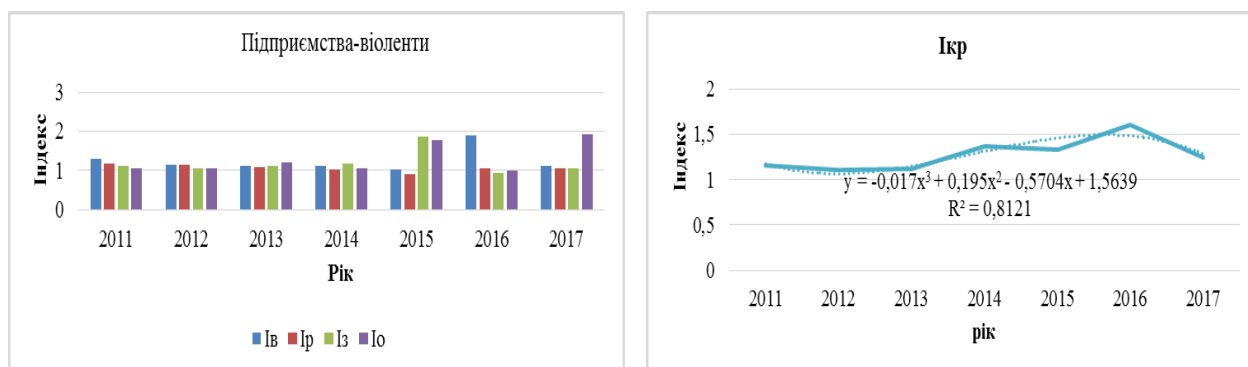 Підприємства-віоленти
3
2
1
0
Індекс
2011 2012 2013 2014 2015 2016 2017
Рік
Ів Ір Із Іо
Ікр
2
1,5
1
0,5
0
Індекс
y = -0,017x³ + 0,195x² - 0,5704x + 1,5639
R² = 0,8121
2011 2012 2013 2014 2015 2016 2017
рік